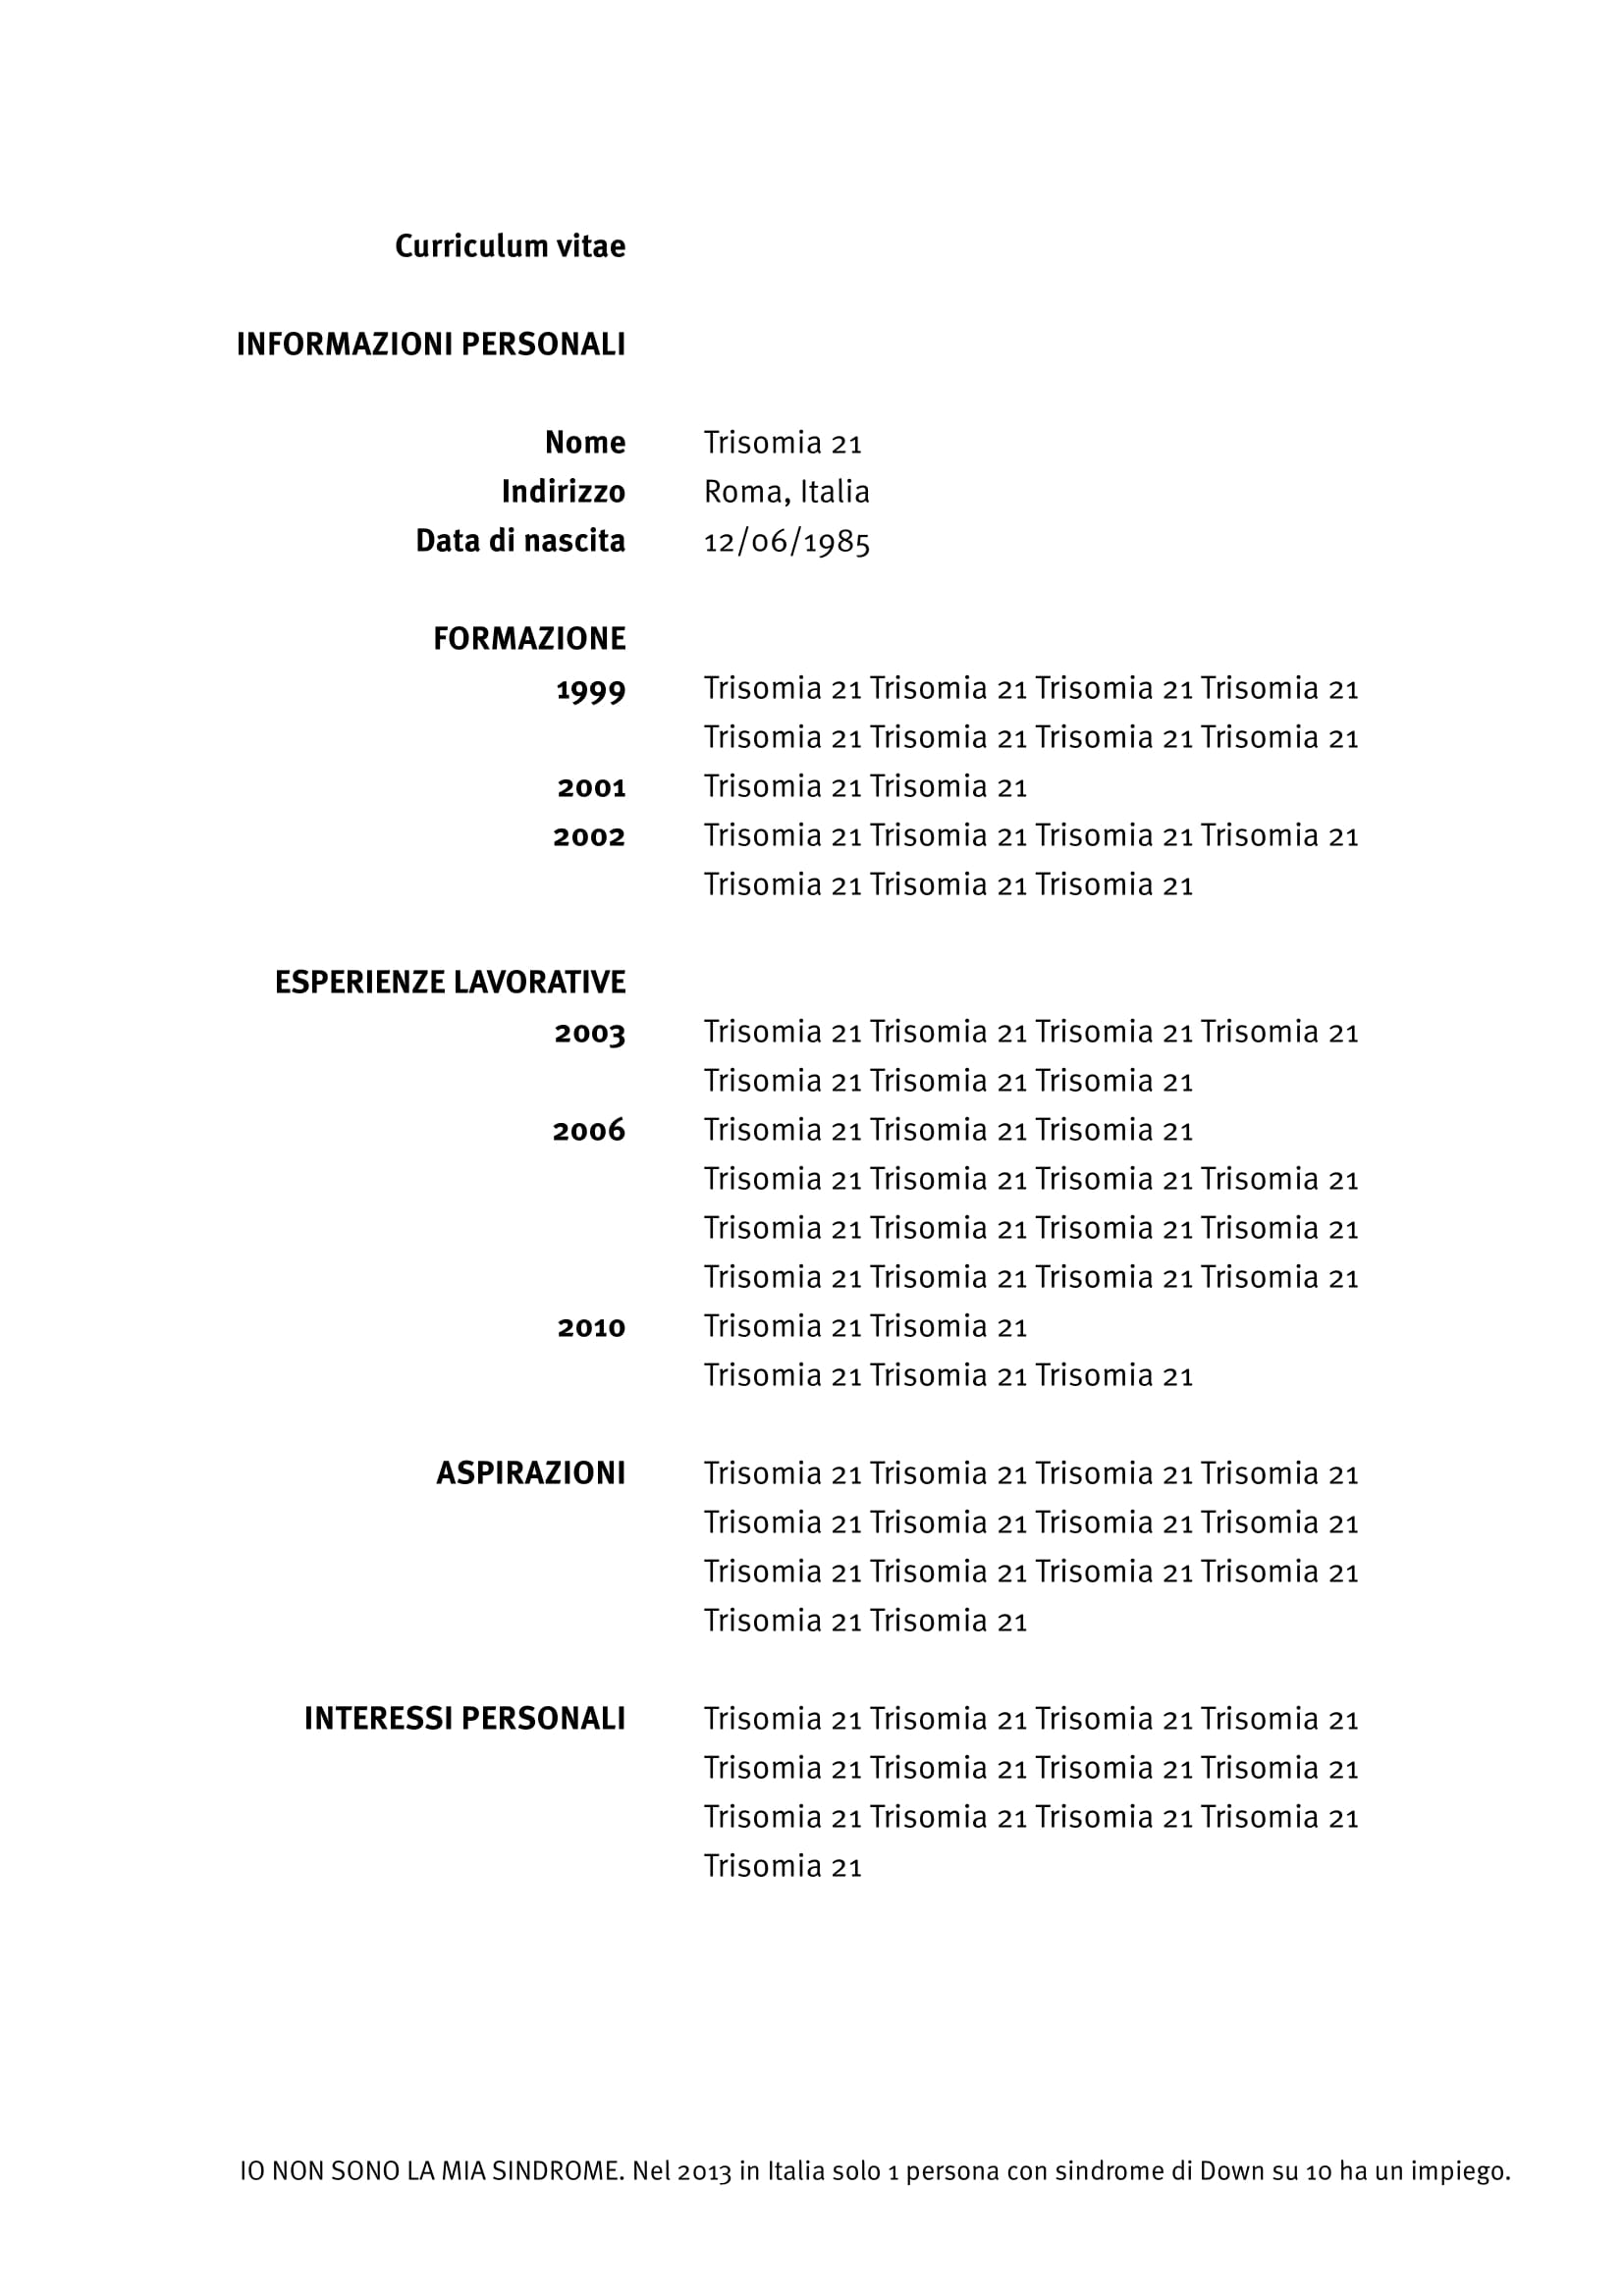 Curriculum vitae
INFORMAZIONI PERSONALI
Nome Trisomia 21
Indirizzo Roma, Italia
Data di nascita 12/06/1985
FORMAZIONE
1999 Trisomia 21 Trisomia 21 Trisomia 21 Trisomia 21
Trisomia 21 Trisomia 21 Trisomia 21 Trisomia 21
2001 Trisomia 21 Trisomia 21
2002 Trisomia 21 Trisomia 21 Trisomia 21 Trisomia 21
Trisomia 21 Trisomia 21 Trisomia 21
ESPERIENZE LAVORATIVE
2003 Trisomia 21 Trisomia 21 Trisomia 21 Trisomia 21
Trisomia 21 Trisomia 21 Trisomia 21
2006 Trisomia 21 Trisomia 21 Trisomia 21
Trisomia 21 Trisomia 21 Trisomia 21 Trisomia 21
Trisomia 21 Trisomia 21 Trisomia 21 Trisomia 21
Trisomia 21 Trisomia 21 Trisomia 21 Trisomia 21
2010 Trisomia 21 Trisomia 21
Trisomia 21 Trisomia 21 Trisomia 21
ASPIRAZIONI Trisomia 21 Trisomia 21 Trisomia 21 Trisomia 21
Trisomia 21 Trisomia 21 Trisomia 21 Trisomia 21
Trisomia 21 Trisomia 21 Trisomia 21 Trisomia 21
Trisomia 21 Trisomia 21
INTERESSI PERSONALI Trisomia 21 Trisomia 21 Trisomia 21 Trisomia 21
Trisomia 21 Trisomia 21 Trisomia 21 Trisomia 21
Trisomia 21 Trisomia 21 Trisomia 21 Trisomia 21
Trisomia 21
IO NON SONO LA MIA SINDROME. Nel 2013 in Italia solo 1 persona con sindrome di Down su 10 ha un impiego.